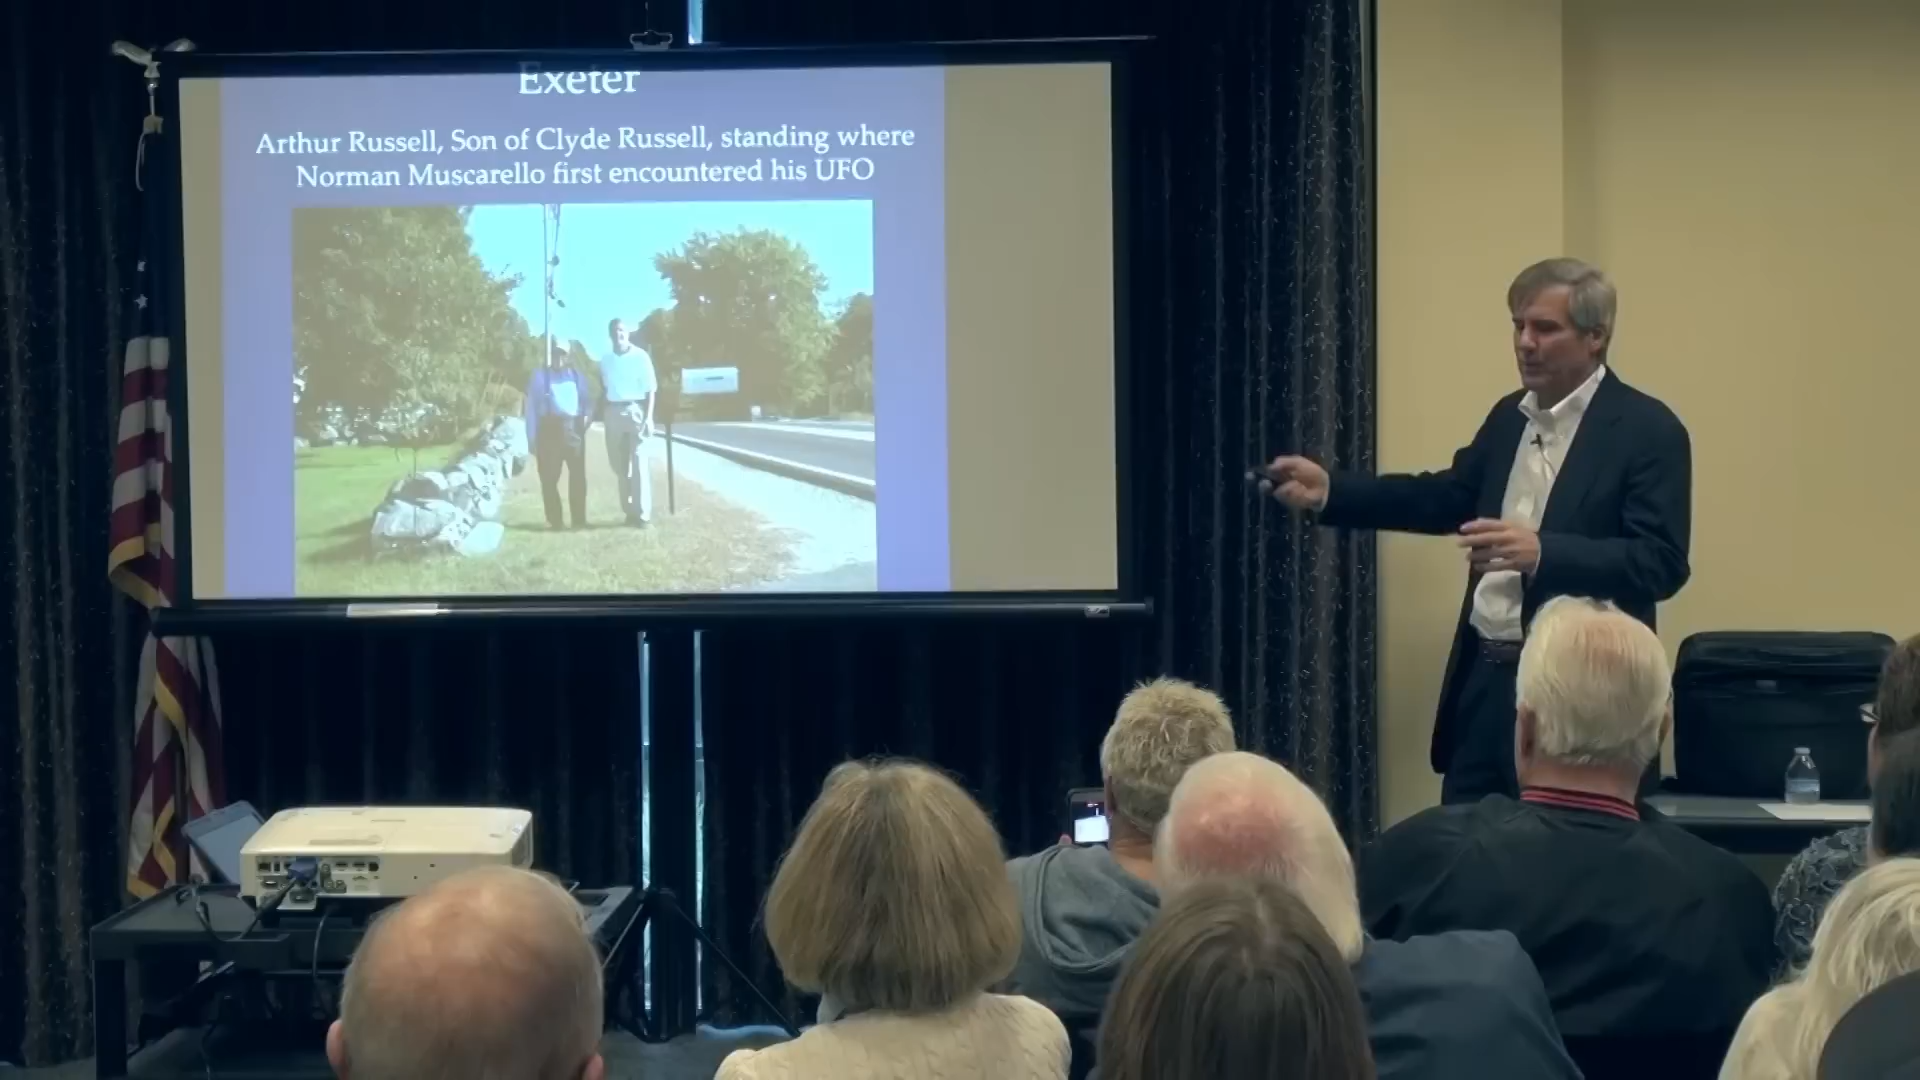 Exeter
Arthur Russell, Son of Clyde Russell, standing where
Norman Muscarello first encountered his UFO